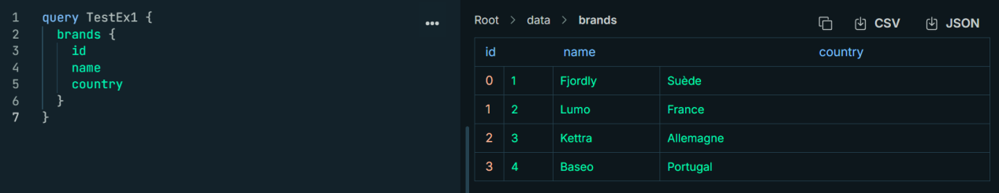 1 query TestEx1 {
2 brands {
3 id
4 name
5 country
6 }
7 }
•••
Root > data > brands
CSV JSON
id name country
0 1 Fjordly Suède
1 2 Lumo France
2 3 Kettra Allemagne
3 4 Baseo Portugal